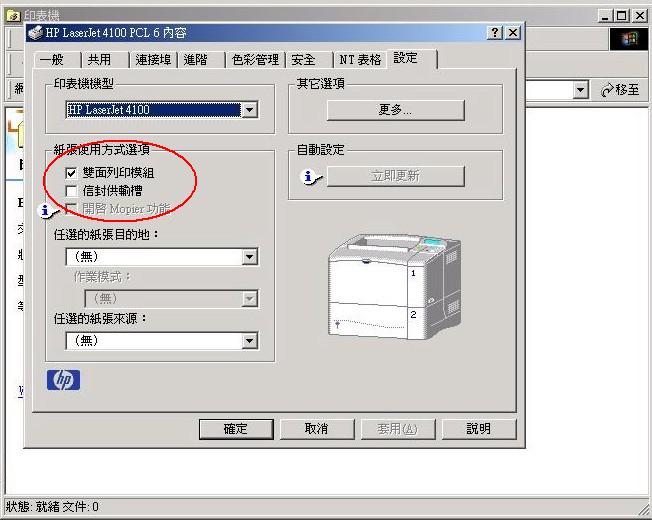 印表機
HP LaserJet 4100 PCL 6 內容
一般 共用 連接埠 進階 色彩管理 安全 NT 表格 設定
印表機機型
HP LaserJet 4100
其它選項
更多...
移至
紙張使用方式選項
雙面列印模組
信封供輸槽
開啓 Mopier 功能
自動設定
立即更新
任選的紙張目的地：
（無）
作業模式：
（無）
任選的紙張來源：
（無）
1
2
hp
確定 取消 套用(A) 說明
狀態: 就緒 文件: 0